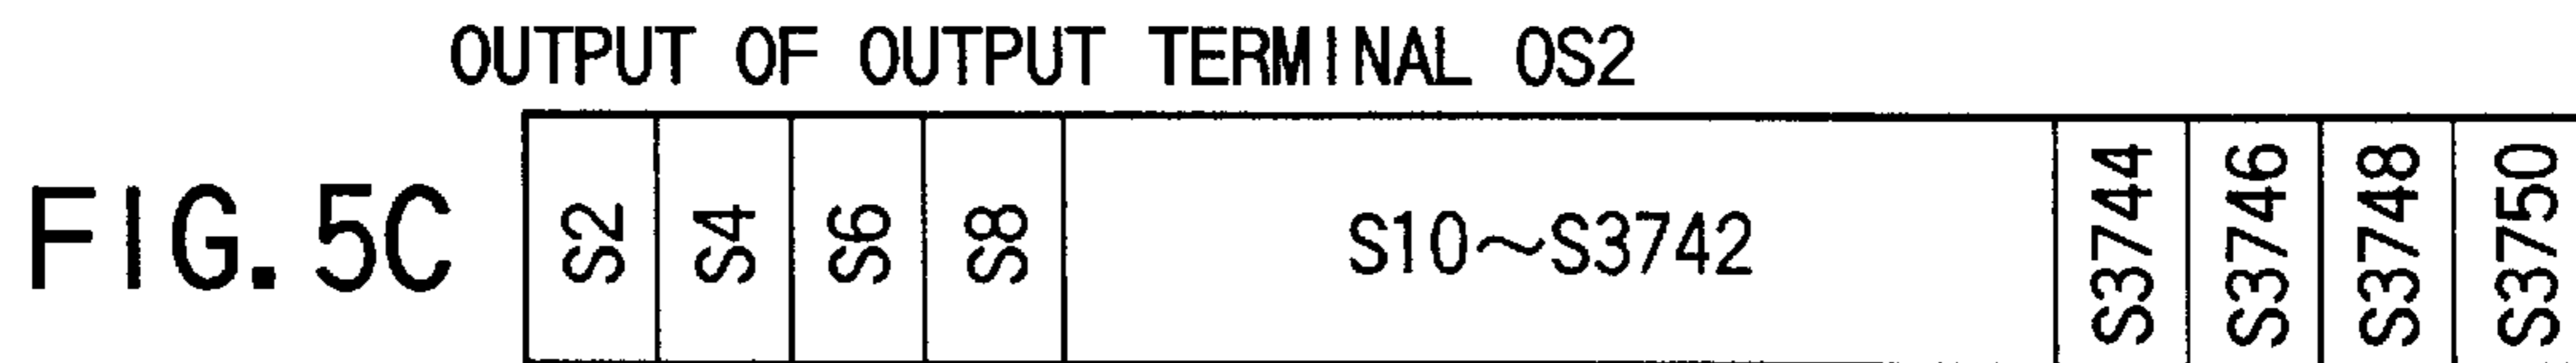 OUTPUT OF OUTPUT TERMINAL OS2
FIG. 5C
S2
S4
S6
S8
S10~S3742
S3744
S3746
S3748
S3750